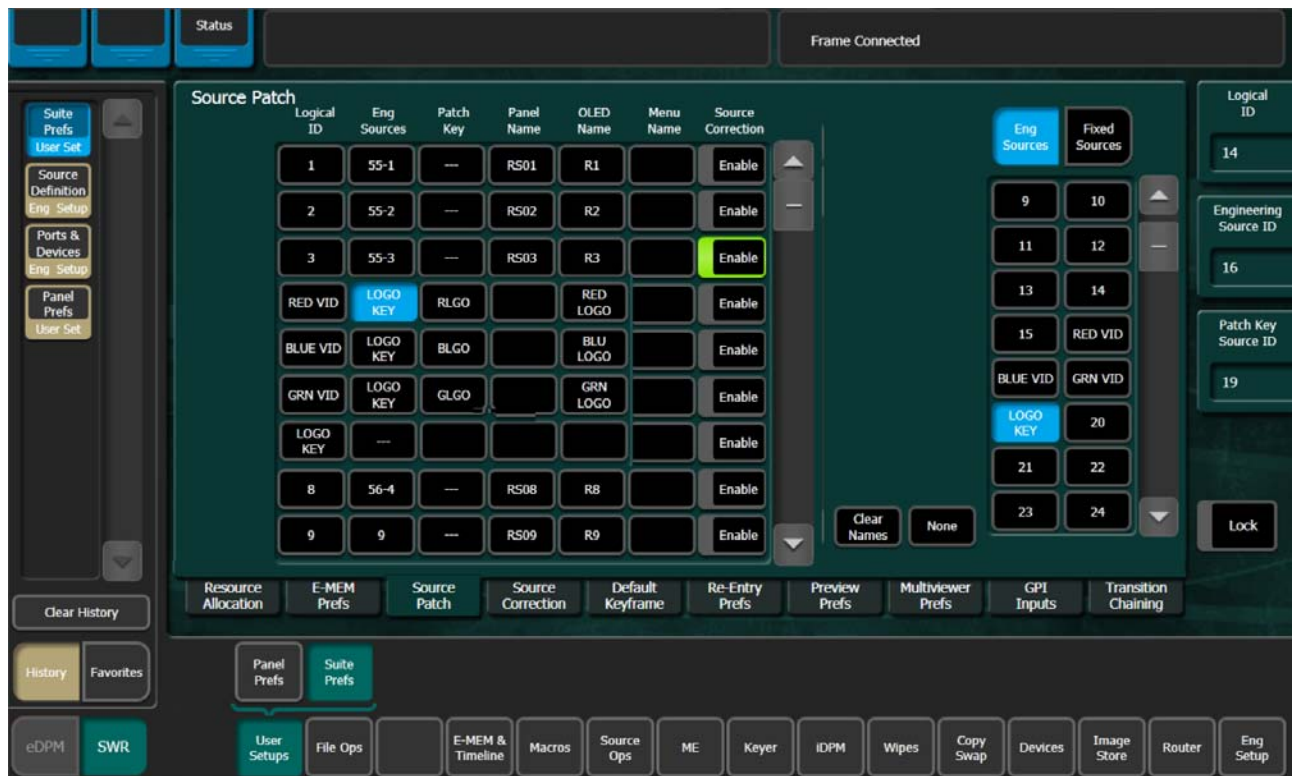 Status
Frame Connected
Suite
Prefs
User Set
Source
Definition
Eng Setup
Ports &
Devices
Eng Setup
Panel
Prefs
User Set
Clear History
History Favorites
eDPM SWR
Source Patch
Logical
ID
Eng
Sources
Patch
Key
Panel
Name
OLED
Name
Menu
Name
Source
Correction
1 55-1 --- RS01 R1 Enable
2 55-2 --- RS02 R2 Enable
3 55-3 --- RS03 R3 Enable
RED VID LOGO KEY RLGO RED LOGO Enable
BLUE VID LOGO KEY BLGO BLU LOGO Enable
GRN VID LOGO KEY GLGO GRN LOGO Enable
LOGO KEY --- Enable
8 56-4 --- RS08 R8 Enable
9 9 --- RS09 R9 Enable
Clear
Names
None
Eng
Sources
Fixed
Sources
9 10
11 12
13 14
15 RED VID
BLUE VID GRN VID
LOGO KEY 20
21 22
23 24
Logical
ID
14
Engineering
Source ID
16
Patch Key
Source ID
19
Lock
Resource
Allocation
E-MEM
Prefs
Source
Patch
Source
Correction
Default
Keyframe
Re-Entry
Prefs
Preview
Prefs
Multiviewer
Prefs
GPI
Inputs
Transition
Chaining
Panel
Prefs
Suite
Prefs
User
Setups
File Ops
E-MEM &
Timeline
Macros
Source
Ops
ME
Keyer
iDPM
Wipes
Copy
Swap
Devices
Image
Store
Router
Eng
Setup